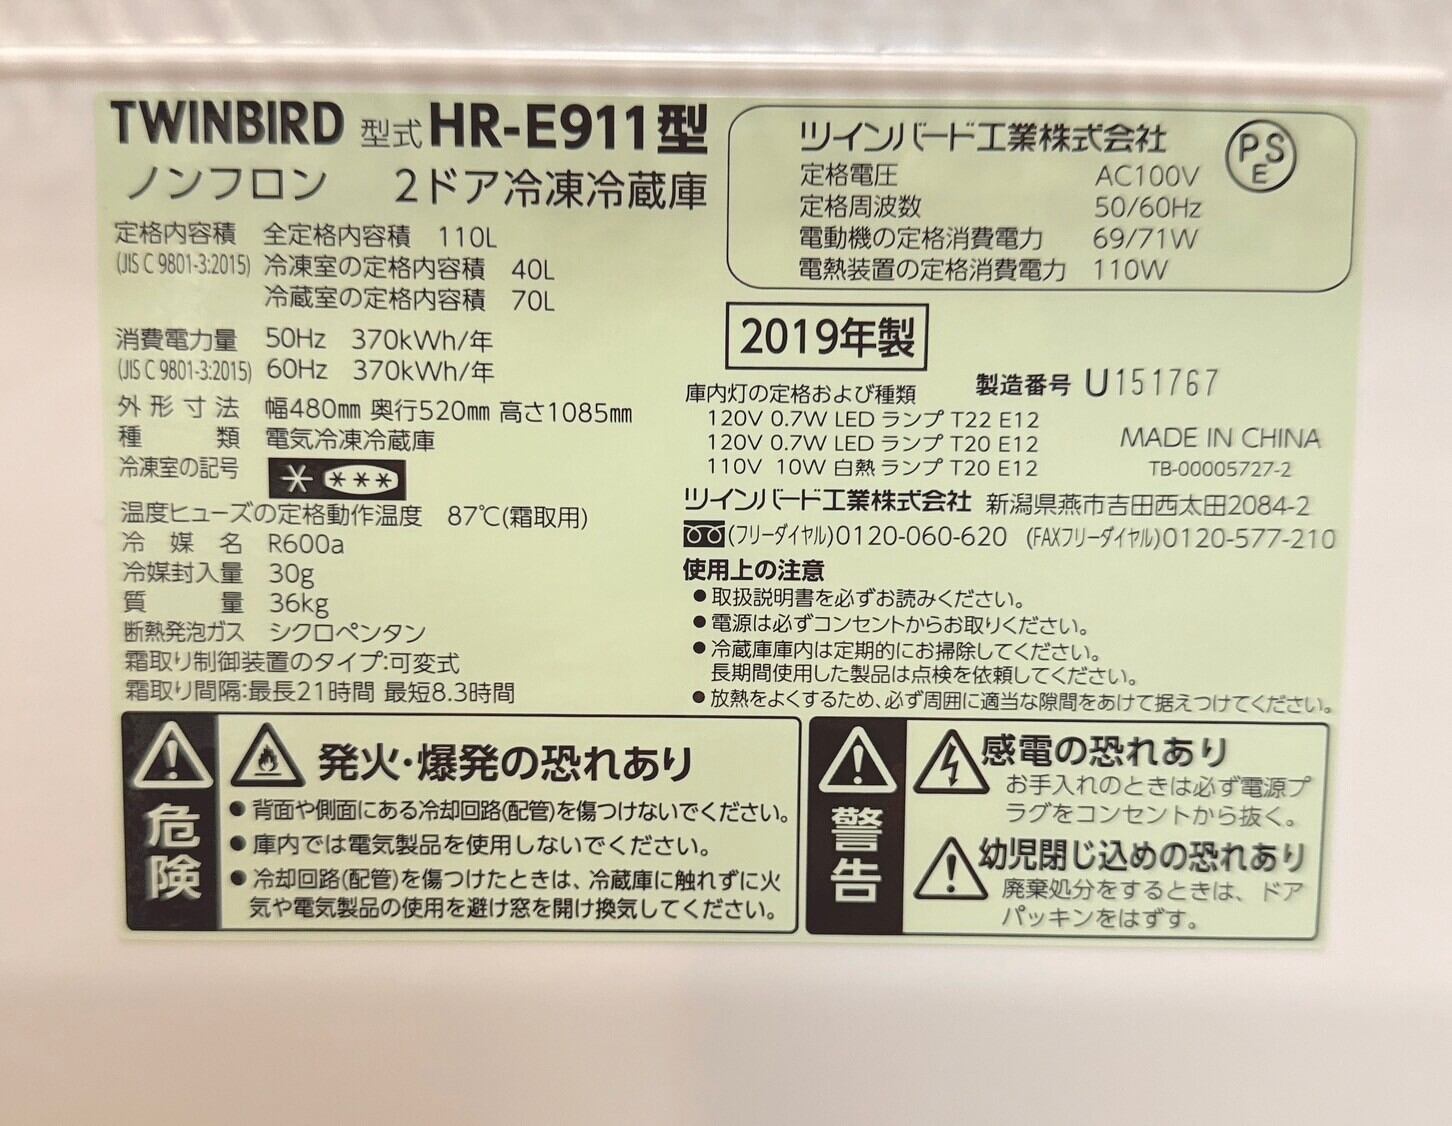 TWINBIRD 型式 HR-E911型
ノンフロン 2ドア冷凍冷蔵庫
定格内容積 全定格内容積 110L
(JIS C 9801-3:2015) 冷凍室の定格内容積 40L
冷蔵室の定格内容積 70L
消費電力量 50Hz 370kWh/年
(JIS C 9801-3:2015) 60Hz 370kWh/年
外形寸法 幅480mm 奥行520mm 高さ1085mm
種類 電気冷凍冷蔵庫
冷凍室の記号 * ***
温度ヒューズの定格動作温度 87℃(霜取用)
冷媒名 R600a
冷媒封入量 30g
質量 36kg
断熱発泡ガス シクロペンタン
霜取り制御装置のタイプ:可変式
霜取り間隔:最長21時間 最短8.3時間
ツインバード工業株式会社
PSE
定格電圧 AC100V
定格周波数 50/60Hz
電動機の定格消費電力 69/71W
電熱装置の定格消費電力 110W
2019年製
庫内灯の定格および種類
120V 0.7W LED ランプ T22 E12
120V 0.7W LED ランプ T20 E12
110V 10W 白熱ランプ T20 E12
製造番号 U151767
MADE IN CHINA
TB-00005727-2
ツインバード工業株式会社 新潟県燕市吉田西太田2084-2
(フリーダイヤル)0120-060-620 (FAXフリーダイヤル)0120-577-210
使用上の注意
●取扱説明書を必ずお読みください。
●電源は必ずコンセントからお取りください。
●冷蔵庫庫内は定期的にお掃除してください。
長期間使用した製品は点検を依頼してください。
●放熱をよくするため、必ず周囲に適当な隙間をあけて据えつけてください。
危険
発火・爆発の恐れあり
●背面や側面にある冷却回路(配管)を傷つけないでください。
●庫内では電気製品を使用しないでください。
●冷却回路(配管)を傷つけたときは、冷蔵庫に触れずに火
気や電気製品の使用を避け窓を開け換気してください。
警告
感電の恐れあり
お手入れのときは必ず電源プ
ラグをコンセントから抜く。
幼児閉じ込めの恐れあり
廃棄処分をするときは、ドア
パッキンをはずす。